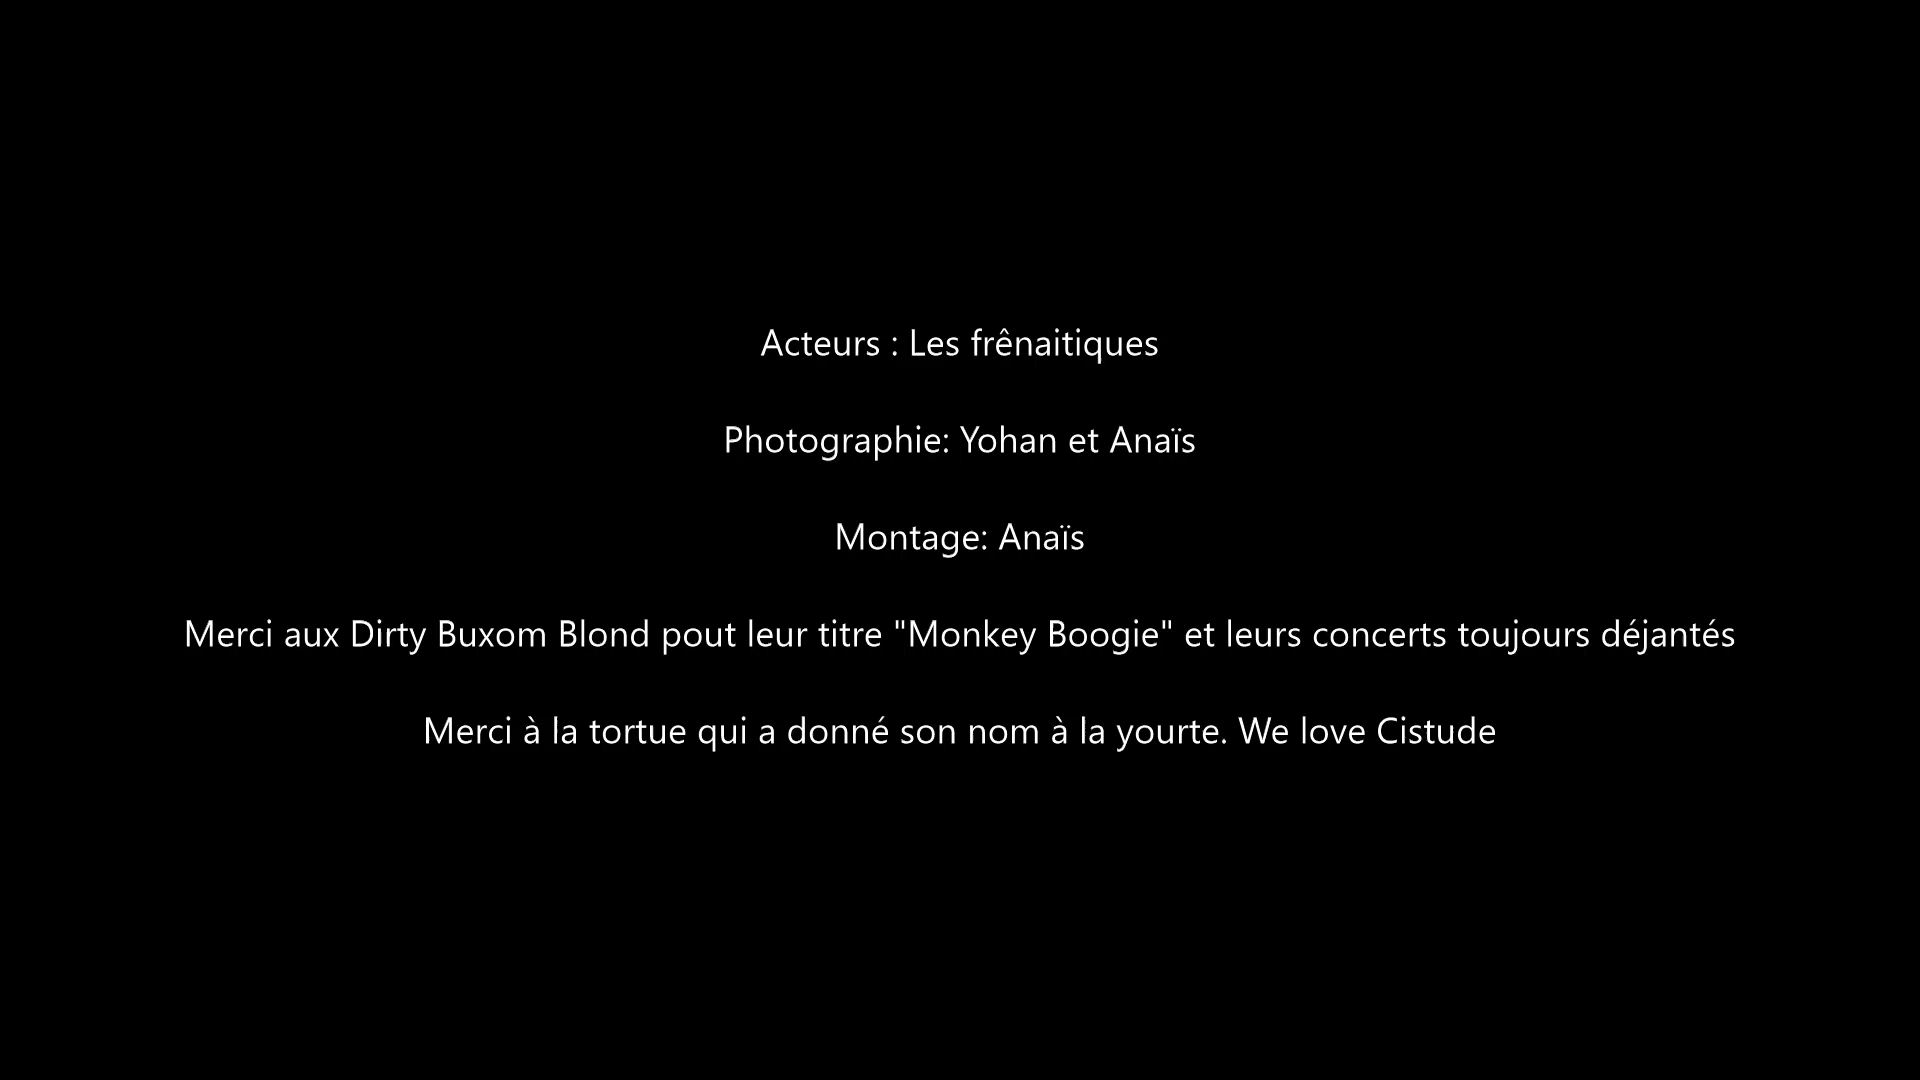 Acteurs : Les frênaitiques
Photographie: Yohan et Anaïs
Montage: Anaïs
Merci aux Dirty Buxom Blond pout leur titre "Monkey Boogie" et leurs concerts toujours déjantés
Merci à la tortue qui a donné son nom à la yourte. We love Cistude